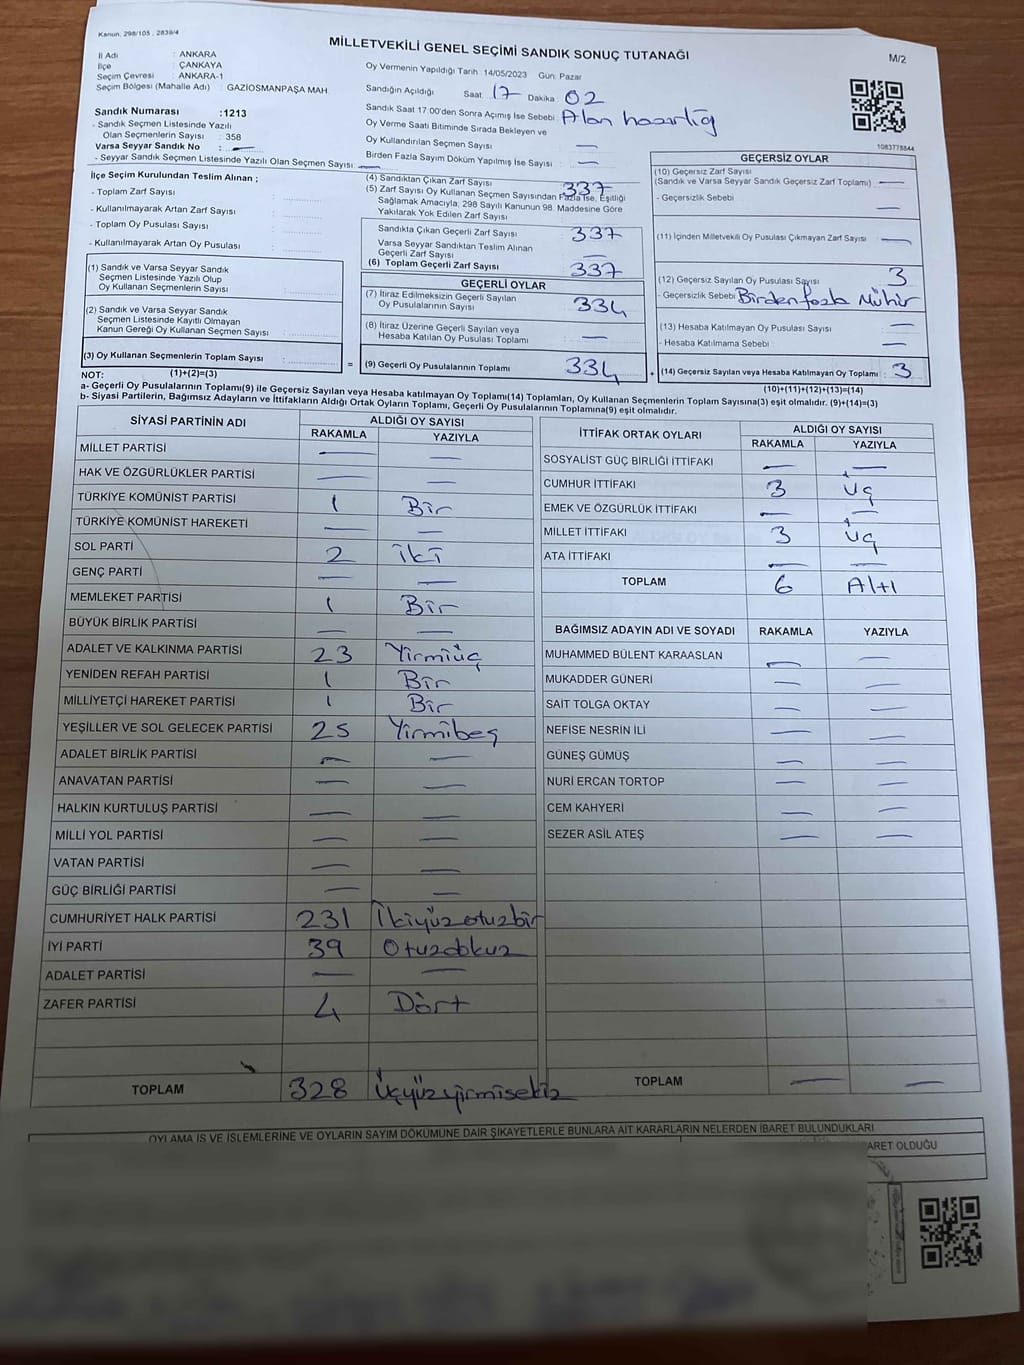 Kanun, 298/105 , 2839/4
MİLLETVEKİLİ GENEL SEÇİMİ SANDIK SONUÇ TUTANAĞI
M/2
İl Adı : ANKARA
İlçe : ÇANKAYA
Seçim Çevresi : ANKARA-1
Seçim Bölgesi (Mahalle Adı) : GAZİOSMANPAŞA MAH
Sandık Numarası :1213
- Sandık Seçmen Listesinde Yazılı
Olan Seçmenlerin Sayısı : 358
Varsa Seyyar Sandık No : —
- Seyyar Sandık Seçmen Listesinde Yazılı Olan Seçmen Sayısı : —
Oy Vermenin Yapıldığı Tarih 14/05/2023 Gün: Pazar
Sandığın Açıldığı Saat 17 Dakika 02
Sandık Saat 17:00'den Sonra Açılmış İse Sebebi Alan hazırlığı
Oy Verme Saati Bitiminde Sırada Bekleyen ve
Oy Kullandırılan Seçmen Sayısı —
Birden Fazla Sayım Döküm Yapılmış İse Sayısı —
1083778844
İlçe Seçim Kurulundan Teslim Alınan ;
- Toplam Zarf Sayısı
- Kullanılmayarak Artan Zarf Sayısı
- Toplam Oy Pusulası Sayısı
- Kullanılmayarak Artan Oy Pusulası
(1) Sandık ve Varsa Seyyar Sandık
Seçmen Listesinde Yazılı Olup
Oy Kullanan Seçmenlerin Sayısı
(2) Sandık ve Varsa Seyyar Sandık
Seçmen Listesinde Kayıtlı Olmayan
Kanun Gereği Oy Kullanan Seçmen Sayısı
(3) Oy Kullanan Seçmenlerin Toplam Sayısı
(4) Sandıktan Çıkan Zarf Sayısı 337
(5) Zarf Sayısı Oy Kullanan Seçmen Sayısından Fazla İse, Eşitliği
Sağlamak Amacıyla, 298 Sayılı Kanunun 98. Maddesine Göre
Yakılarak Yok Edilen Zarf Sayısı
Sandıkta Çıkan Geçerli Zarf Sayısı 337
Varsa Seyyar Sandıktan Teslim Alınan
Geçerli Zarf Sayısı —
(6) Toplam Geçerli Zarf Sayısı 337
GEÇERLİ OYLAR
(7) İtiraz Edilmeksizin Geçerli Sayılan
Oy Pusulalarının Sayısı 334
(8) İtiraz Üzerine Geçerli Sayılan veya
Hesaba Katılan Oy Pusulası Toplamı —
= (9) Geçerli Oy Pusulalarının Toplamı 334
GEÇERSİZ OYLAR
(10) Geçersiz Zarf Sayısı
(Sandık ve Varsa Seyyar Sandık Geçersiz Zarf Toplamı) —
- Geçersizlik Sebebi —
(11) İçinden Milletvekili Oy Pusulası Çıkmayan Zarf Sayısı —
(12) Geçersiz Sayılan Oy Pusulası Sayısı 3
- Geçersizlik Sebebi Birden fazla Mühür
(13) Hesaba Katılmayan Oy Pusulası Sayısı —
- Hesaba Katılmama Sebebi —
(14) Geçersiz Sayılan veya Hesaba Katılmayan Oy Toplamı 3
NOT: (1)+(2)=(3)
(10)+(11)+(12)+(13)=(14)
a- Geçerli Oy Pusulalarının Toplamı(9) ile Geçersiz Sayılan veya Hesaba katılmayan Oy Toplamı(14) Toplamları, Oy Kullanan Seçmenlerin Toplam Sayısına(3) eşit olmalıdır. (9)+(14)=(3)
b- Siyasi Partilerin, Bağımsız Adayların ve İttifakların Aldığı Ortak Oyların Toplamı, Geçerli Oy Pusulalarının Toplamına(9) eşit olmalıdır.
SİYASİ PARTİNİN ADI ALDIĞI OY SAYISI
RAKAMLA YAZIYLA
MİLLET PARTİSİ — —
HAK VE ÖZGÜRLÜKLER PARTİSİ — —
TÜRKİYE KOMÜNİST PARTİSİ 1 Bir
TÜRKİYE KOMÜNİST HAREKETİ — —
SOL PARTİ 2 İki
GENÇ PARTİ — —
MEMLEKET PARTİSİ 1 Bir
BÜYÜK BİRLİK PARTİSİ — —
ADALET VE KALKINMA PARTİSİ 23 Yirmiüç
YENİDEN REFAH PARTİSİ 1 Bir
MİLLİYETÇİ HAREKET PARTİSİ 1 Bir
YEŞİLLER VE SOL GELECEK PARTİSİ 25 Yirmibeş
ADALET BİRLİK PARTİSİ — —
ANAVATAN PARTİSİ — —
HALKIN KURTULUŞ PARTİSİ — —
MİLLİ YOL PARTİSİ — —
VATAN PARTİSİ — —
GÜÇ BİRLİĞİ PARTİSİ — —
CUMHURİYET HALK PARTİSİ 231 İkiyüzotuzbir
İYİ PARTİ 39 Otuzdokuz
ADALET PARTİSİ — —
ZAFER PARTİSİ 4 Dört
TOPLAM 328 Üçyüzyirmisekiz
İTTİFAK ORTAK OYLARI ALDIĞI OY SAYISI
RAKAMLA YAZIYLA
SOSYALİST GÜÇ BİRLİĞİ İTTİFAKI — —
CUMHUR İTTİFAKI 3 Üç
EMEK VE ÖZGÜRLÜK İTTİFAKI — —
MİLLET İTTİFAKI 3 Üç
ATA İTTİFAKI — —
TOPLAM 6 Altı
BAĞIMSIZ ADAYIN ADI VE SOYADI RAKAMLA YAZIYLA
MUHAMMED BÜLENT KARAASLAN — —
MUKADDER GÜNERİ — —
SAİT TOLGA OKTAY — —
NEFİSE NESRİN İLİ — —
GÜNEŞ GÜMÜŞ — —
NURİ ERCAN TORTOP — —
CEM KAHYERİ — —
SEZER ASİL ATEŞ — —
TOPLAM — —
OYLAMA İŞ VE İŞLEMLERİNE VE OYLARIN SAYIM DÖKÜMÜNE DAİR ŞİKAYETLERLE BUNLARA AİT KARARLARIN NELERDEN İBARET BULUNDUKLARI
ARET OLDUĞU